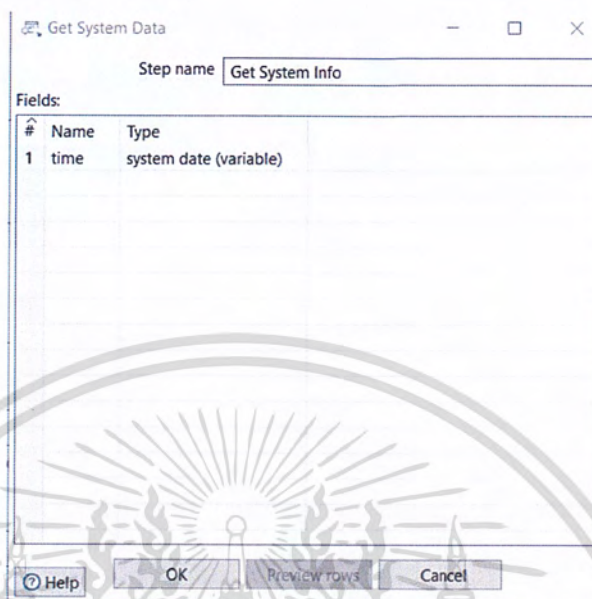 Get System Data
Step name Get System Info
Fields:
# Name Type
1 time system date (variable)
Help OK Preview rows Cancel